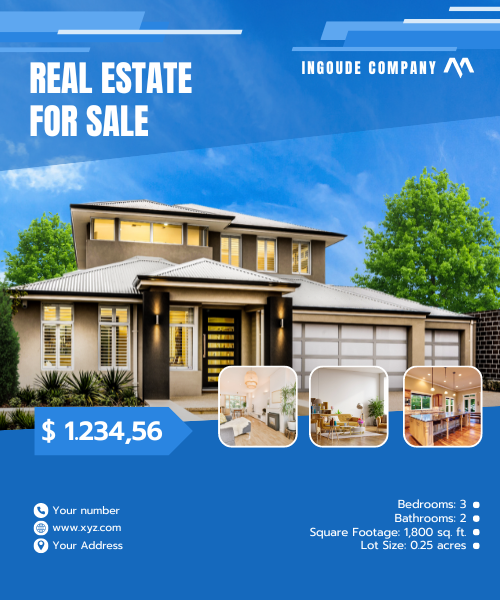 REAL ESTATE
FOR SALE
INGOUDE COMPANY
$ 1.234,56
Your number
www.xyz.com
Your Address
Bedrooms: 3
Bathrooms: 2
Square Footage: 1,800 sq. ft.
Lot Size: 0.25 acres